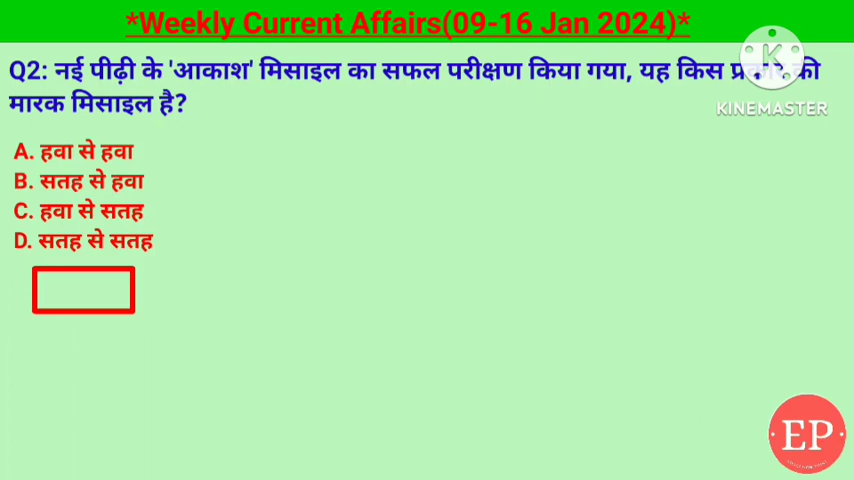 *Weekly Current Affairs(09-16 Jan 2024)*
Q2: नई पीढ़ी के 'आकाश' मिसाइल का सफल परीक्षण किया गया, यह किस प्रकार की
मारक मिसाइल है?
K
KINEMASTER
A. हवा से हवा
B. सतह से हवा
C. हवा से सतह
D. सतह से सतह
EP